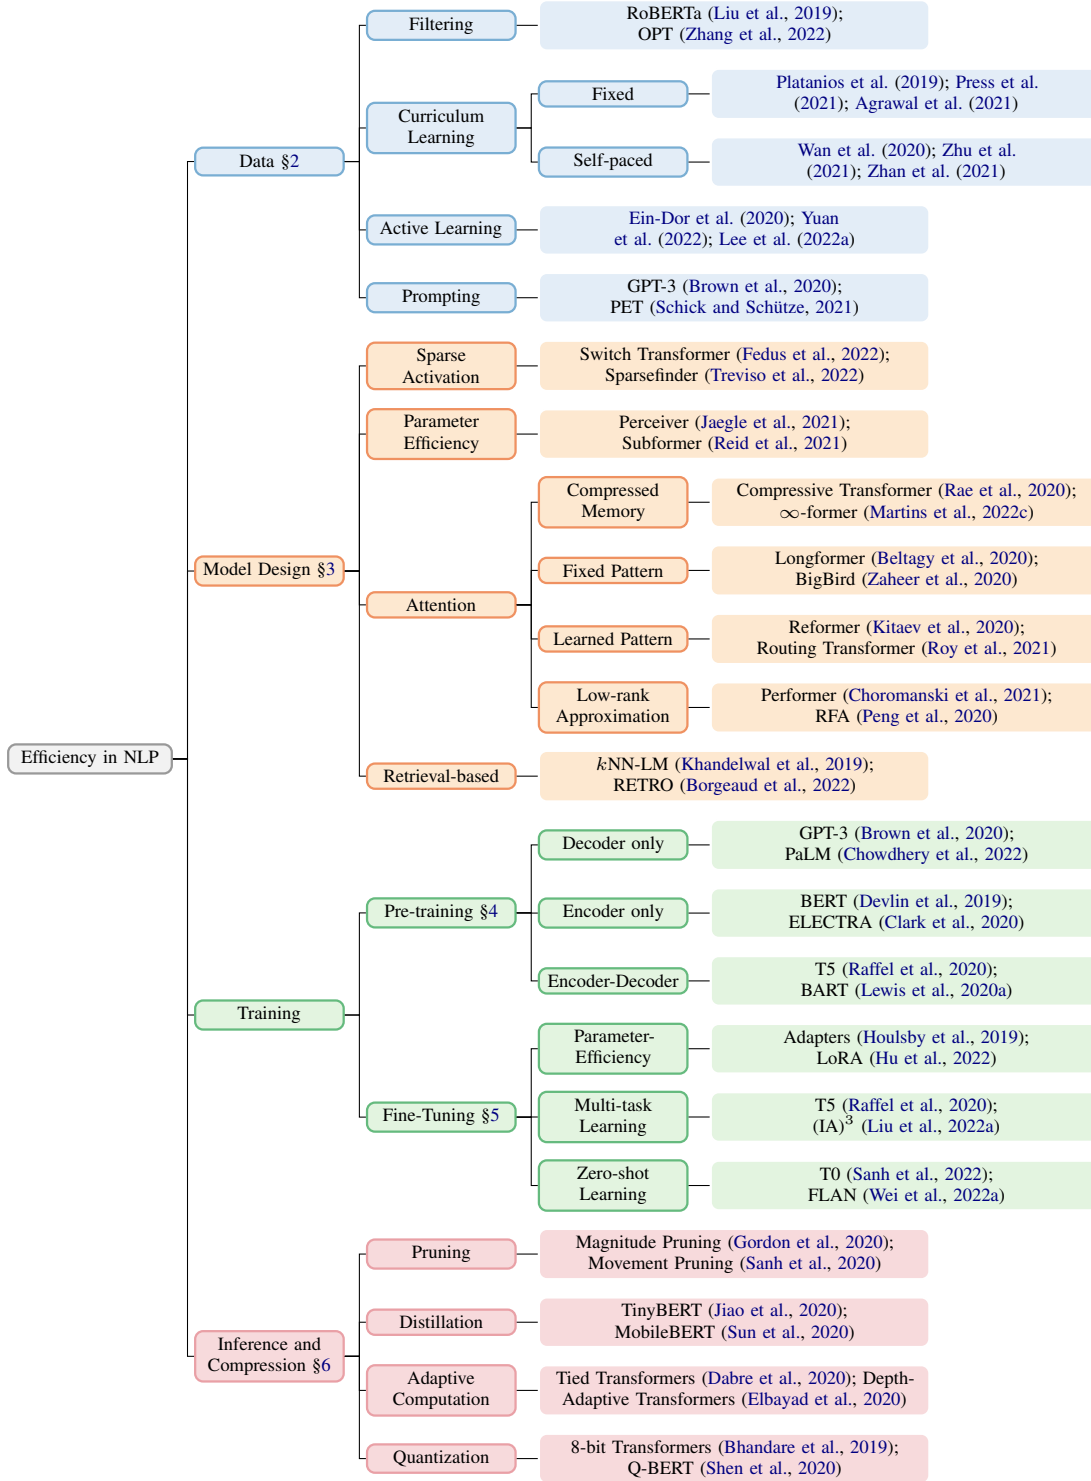 Efficiency in NLP
Data §2
Filtering
RoBERTa (Liu et al., 2019);
OPT (Zhang et al., 2022)
Curriculum
Learning
Fixed
Platanios et al. (2019); Press et al.
(2021); Agrawal et al. (2021)
Self-paced
Wan et al. (2020); Zhu et al.
(2021); Zhan et al. (2021)
Active Learning
Ein-Dor et al. (2020); Yuan
et al. (2022); Lee et al. (2022a)
Prompting
GPT-3 (Brown et al., 2020);
PET (Schick and Schütze, 2021)
Model Design §3
Sparse
Activation
Switch Transformer (Fedus et al., 2022);
Sparsefinder (Treviso et al., 2022)
Parameter
Efficiency
Perceiver (Jaegle et al., 2021);
Subformer (Reid et al., 2021)
Attention
Compressed
Memory
Compressive Transformer (Rae et al., 2020);
∞-former (Martins et al., 2022c)
Fixed Pattern
Longformer (Beltagy et al., 2020);
BigBird (Zaheer et al., 2020)
Learned Pattern
Reformer (Kitaev et al., 2020);
Routing Transformer (Roy et al., 2021)
Low-rank
Approximation
Performer (Choromanski et al., 2021);
RFA (Peng et al., 2020)
Retrieval-based
kNN-LM (Khandelwal et al., 2019);
RETRO (Borgeaud et al., 2022)
Training
Pre-training §4
Decoder only
GPT-3 (Brown et al., 2020);
PaLM (Chowdhery et al., 2022)
Encoder only
BERT (Devlin et al., 2019);
ELECTRA (Clark et al., 2020)
Encoder-Decoder
T5 (Raffel et al., 2020);
BART (Lewis et al., 2020a)
Fine-Tuning §5
Parameter-
Efficiency
Adapters (Houlsby et al., 2019);
LoRA (Hu et al., 2022)
Multi-task
Learning
T5 (Raffel et al., 2020);
(IA)³ (Liu et al., 2022a)
Zero-shot
Learning
T0 (Sanh et al., 2022);
FLAN (Wei et al., 2022a)
Inference and
Compression §6
Pruning
Magnitude Pruning (Gordon et al., 2020);
Movement Pruning (Sanh et al., 2020)
Distillation
TinyBERT (Jiao et al., 2020);
MobileBERT (Sun et al., 2020)
Adaptive
Computation
Tied Transformers (Dabre et al., 2020); Depth-
Adaptive Transformers (Elbayad et al., 2020)
Quantization
8-bit Transformers (Bhandare et al., 2019);
Q-BERT (Shen et al., 2020)